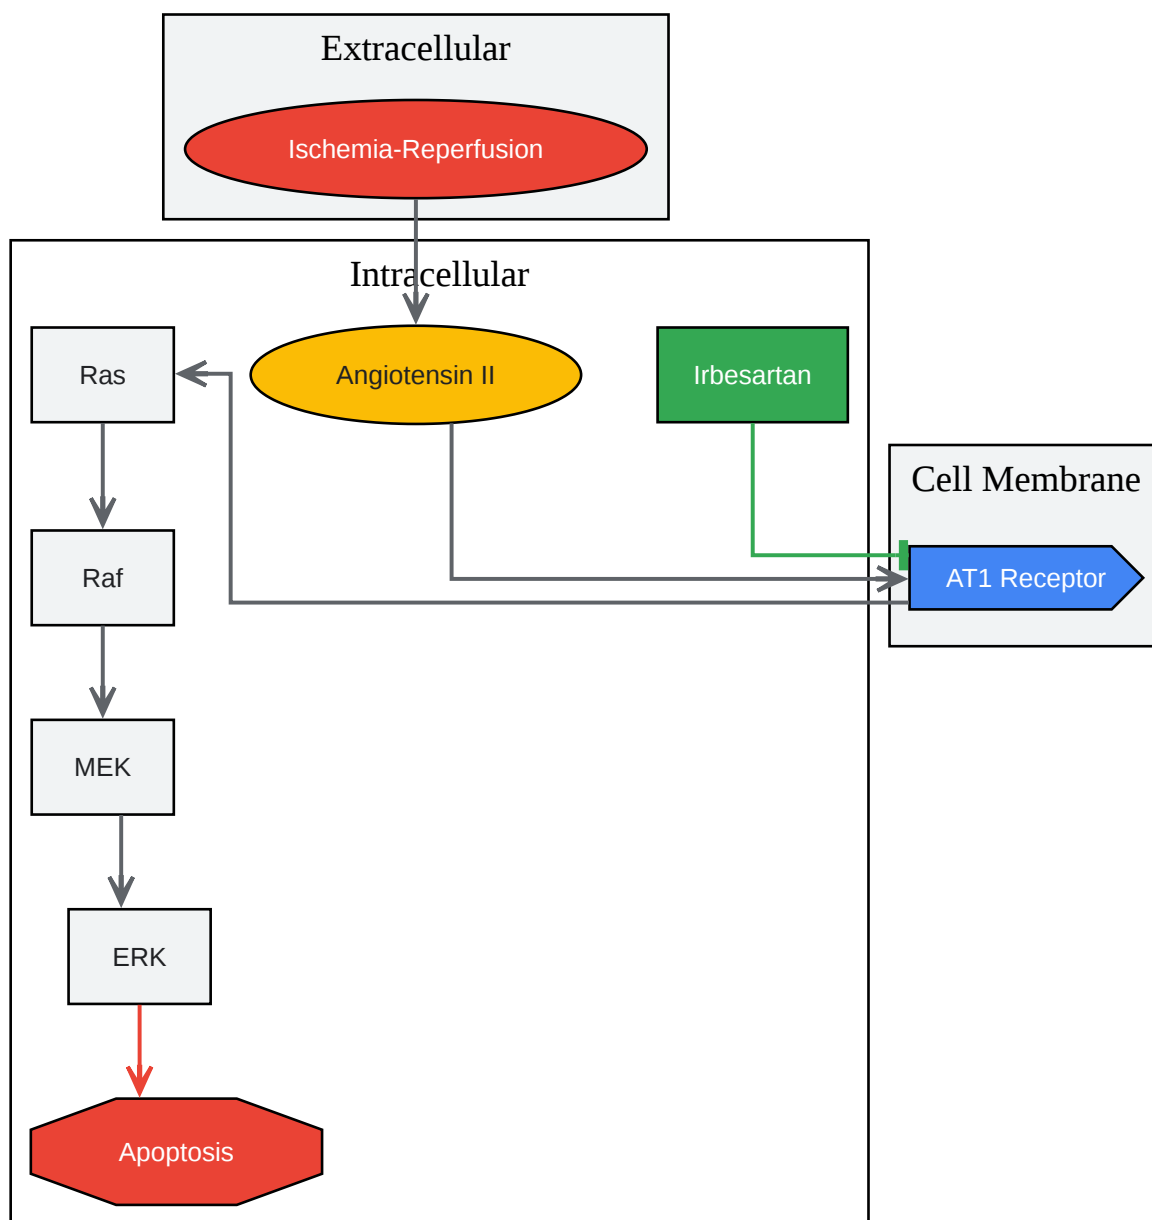 Extracellular
Ischemia-Reperfusion
Intracellular
Ras
Angiotensin II
Irbesartan
Cell Membrane
Raf
AT1 Receptor
MEK
ERK
Apoptosis